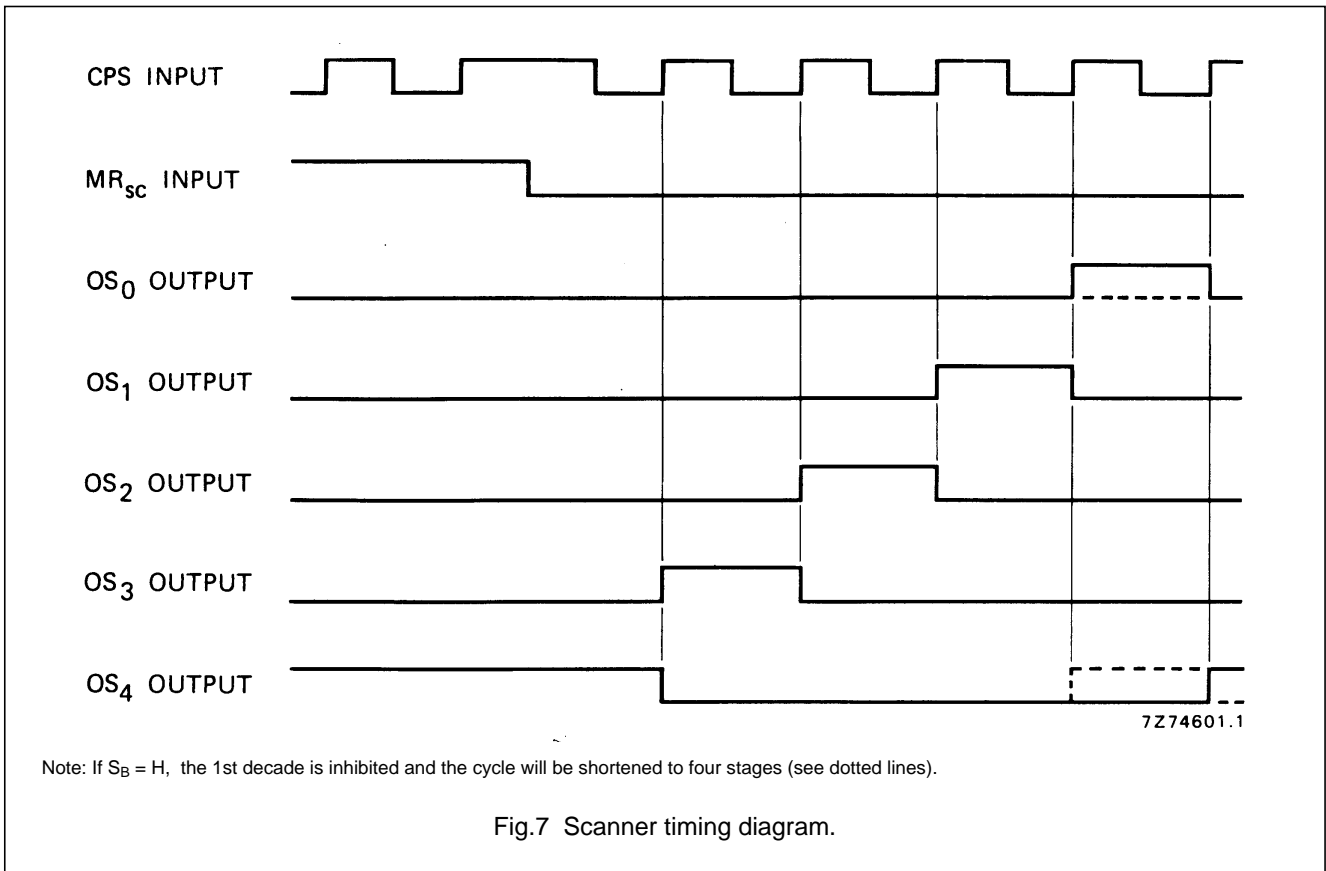 CPS INPUT
MRsc INPUT
OS0 OUTPUT
OS1 OUTPUT
OS2 OUTPUT
OS3 OUTPUT
OS4 OUTPUT
7Z74601.1
Note: If SB = H, the 1st decade is inhibited and the cycle will be shortened to four stages (see dotted lines).
Fig.7 Scanner timing diagram.